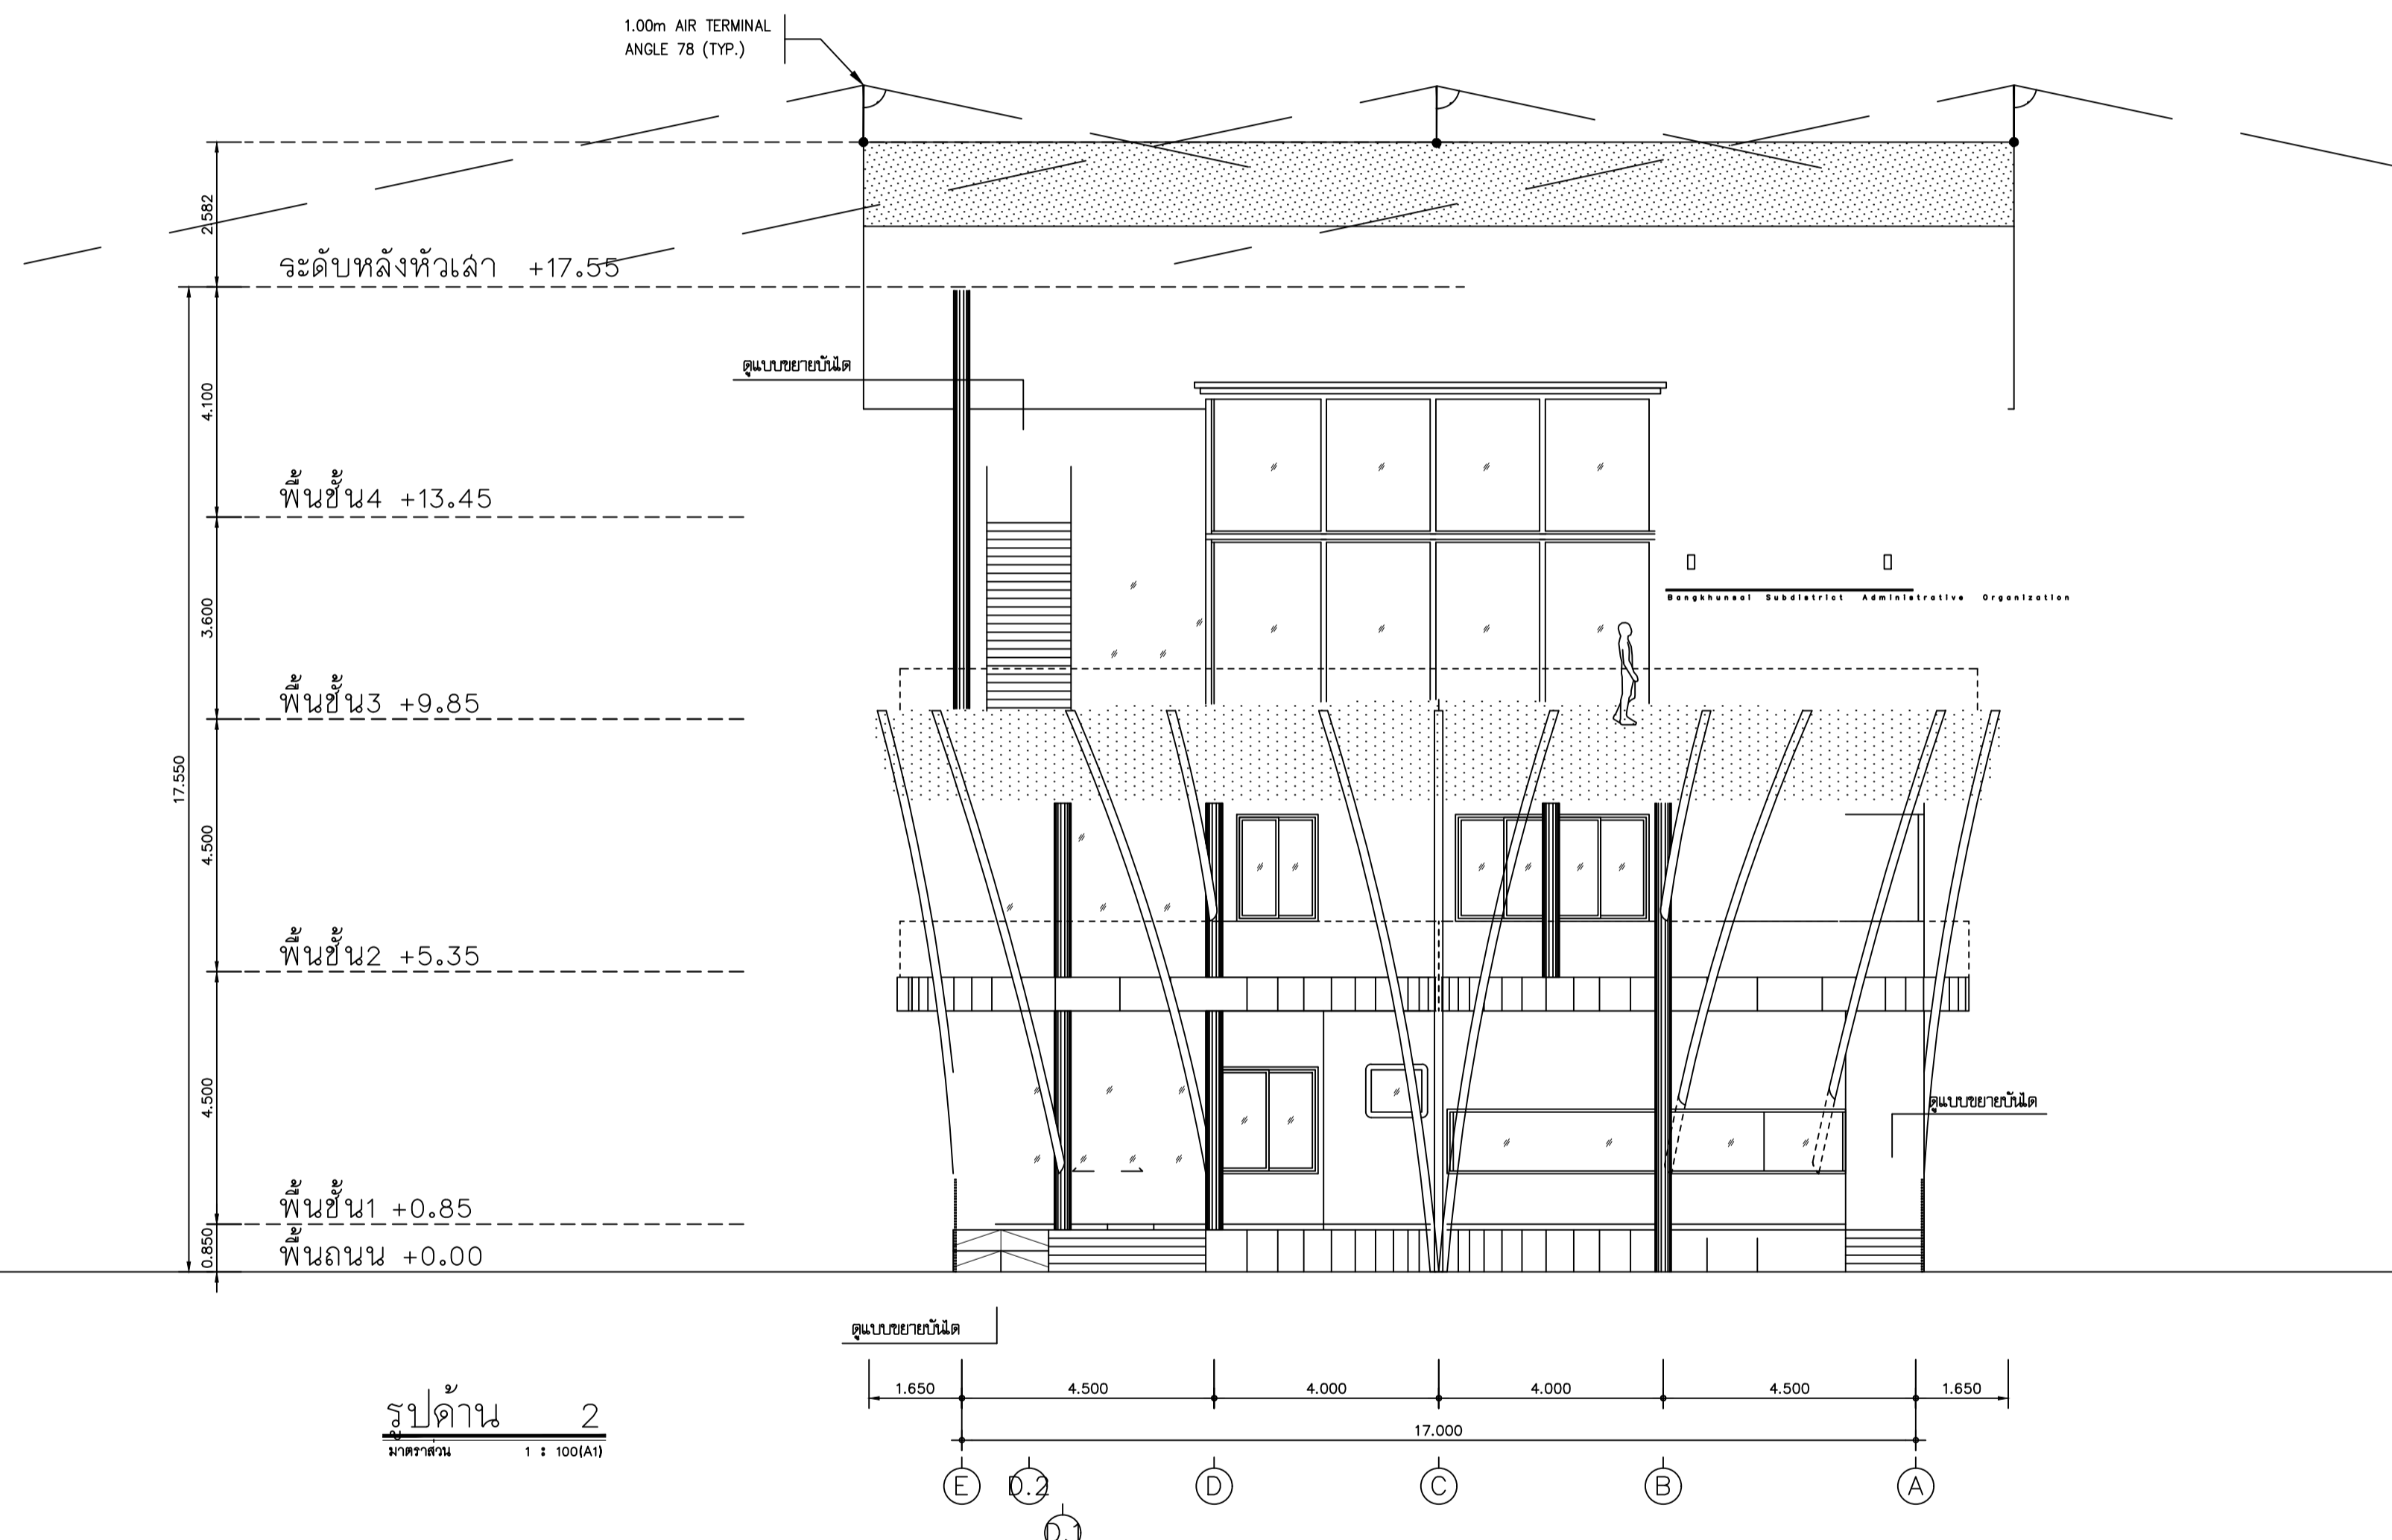 1.00m AIR TERMINAL
ANGLE 78 (TYP.)
2.582
ระดับหลังหัวเสา +17.55
4.100
ดูแบบขยายบันได
พื้นชั้น4 +13.45
3.600
Bangkhunsai Subdistrict Administrative Organization
พื้นชั้น3 +9.85
17.550
4.500
พื้นชั้น2 +5.35
4.500
ดูแบบขยายบันได
พื้นชั้น1 +0.85
0.850
พื้นถนน +0.00
ดูแบบขยายบันได
1.650 4.500 4.000 4.000 4.500 1.650
17.000
รูปด้าน 2
มาตราส่วน 1 : 100(A1)
E D.2 D C B A
D.1